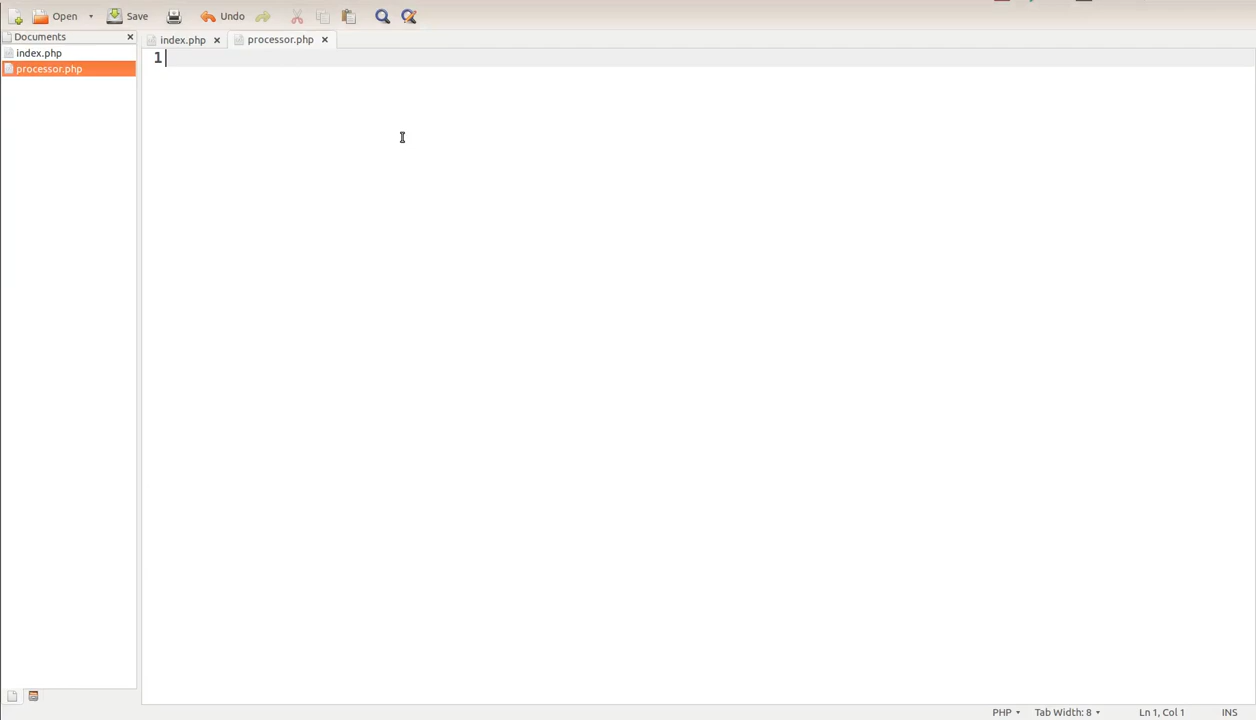 Open Save Undo
Documents
index.php processor.php
index.php
processor.php
1
PHP Tab Width: 8 Ln 1, Col 1 INS